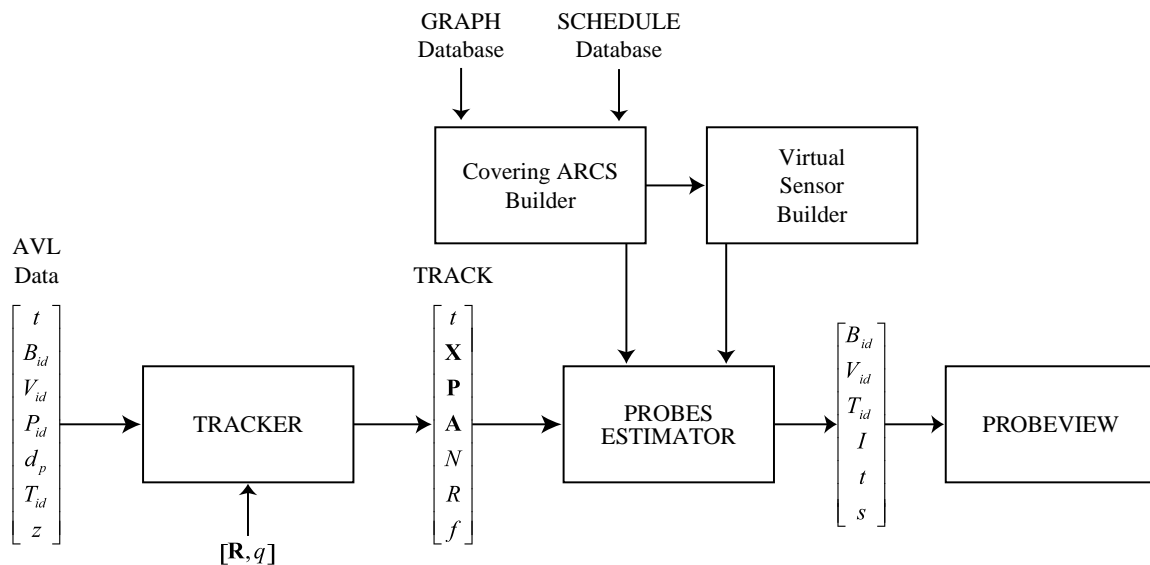 GRAPH
Database
SCHEDULE
Database
Covering ARCS
Builder
Virtual
Sensor
Builder
AVL
Data
t
B_id
V_id
P_id
d_p
T_id
z
TRACKER
[R, q]
TRACK
t
X
P
A
N
R
f
PROBES
ESTIMATOR
B_id
V_id
T_id
I
t
s
PROBEVIEW